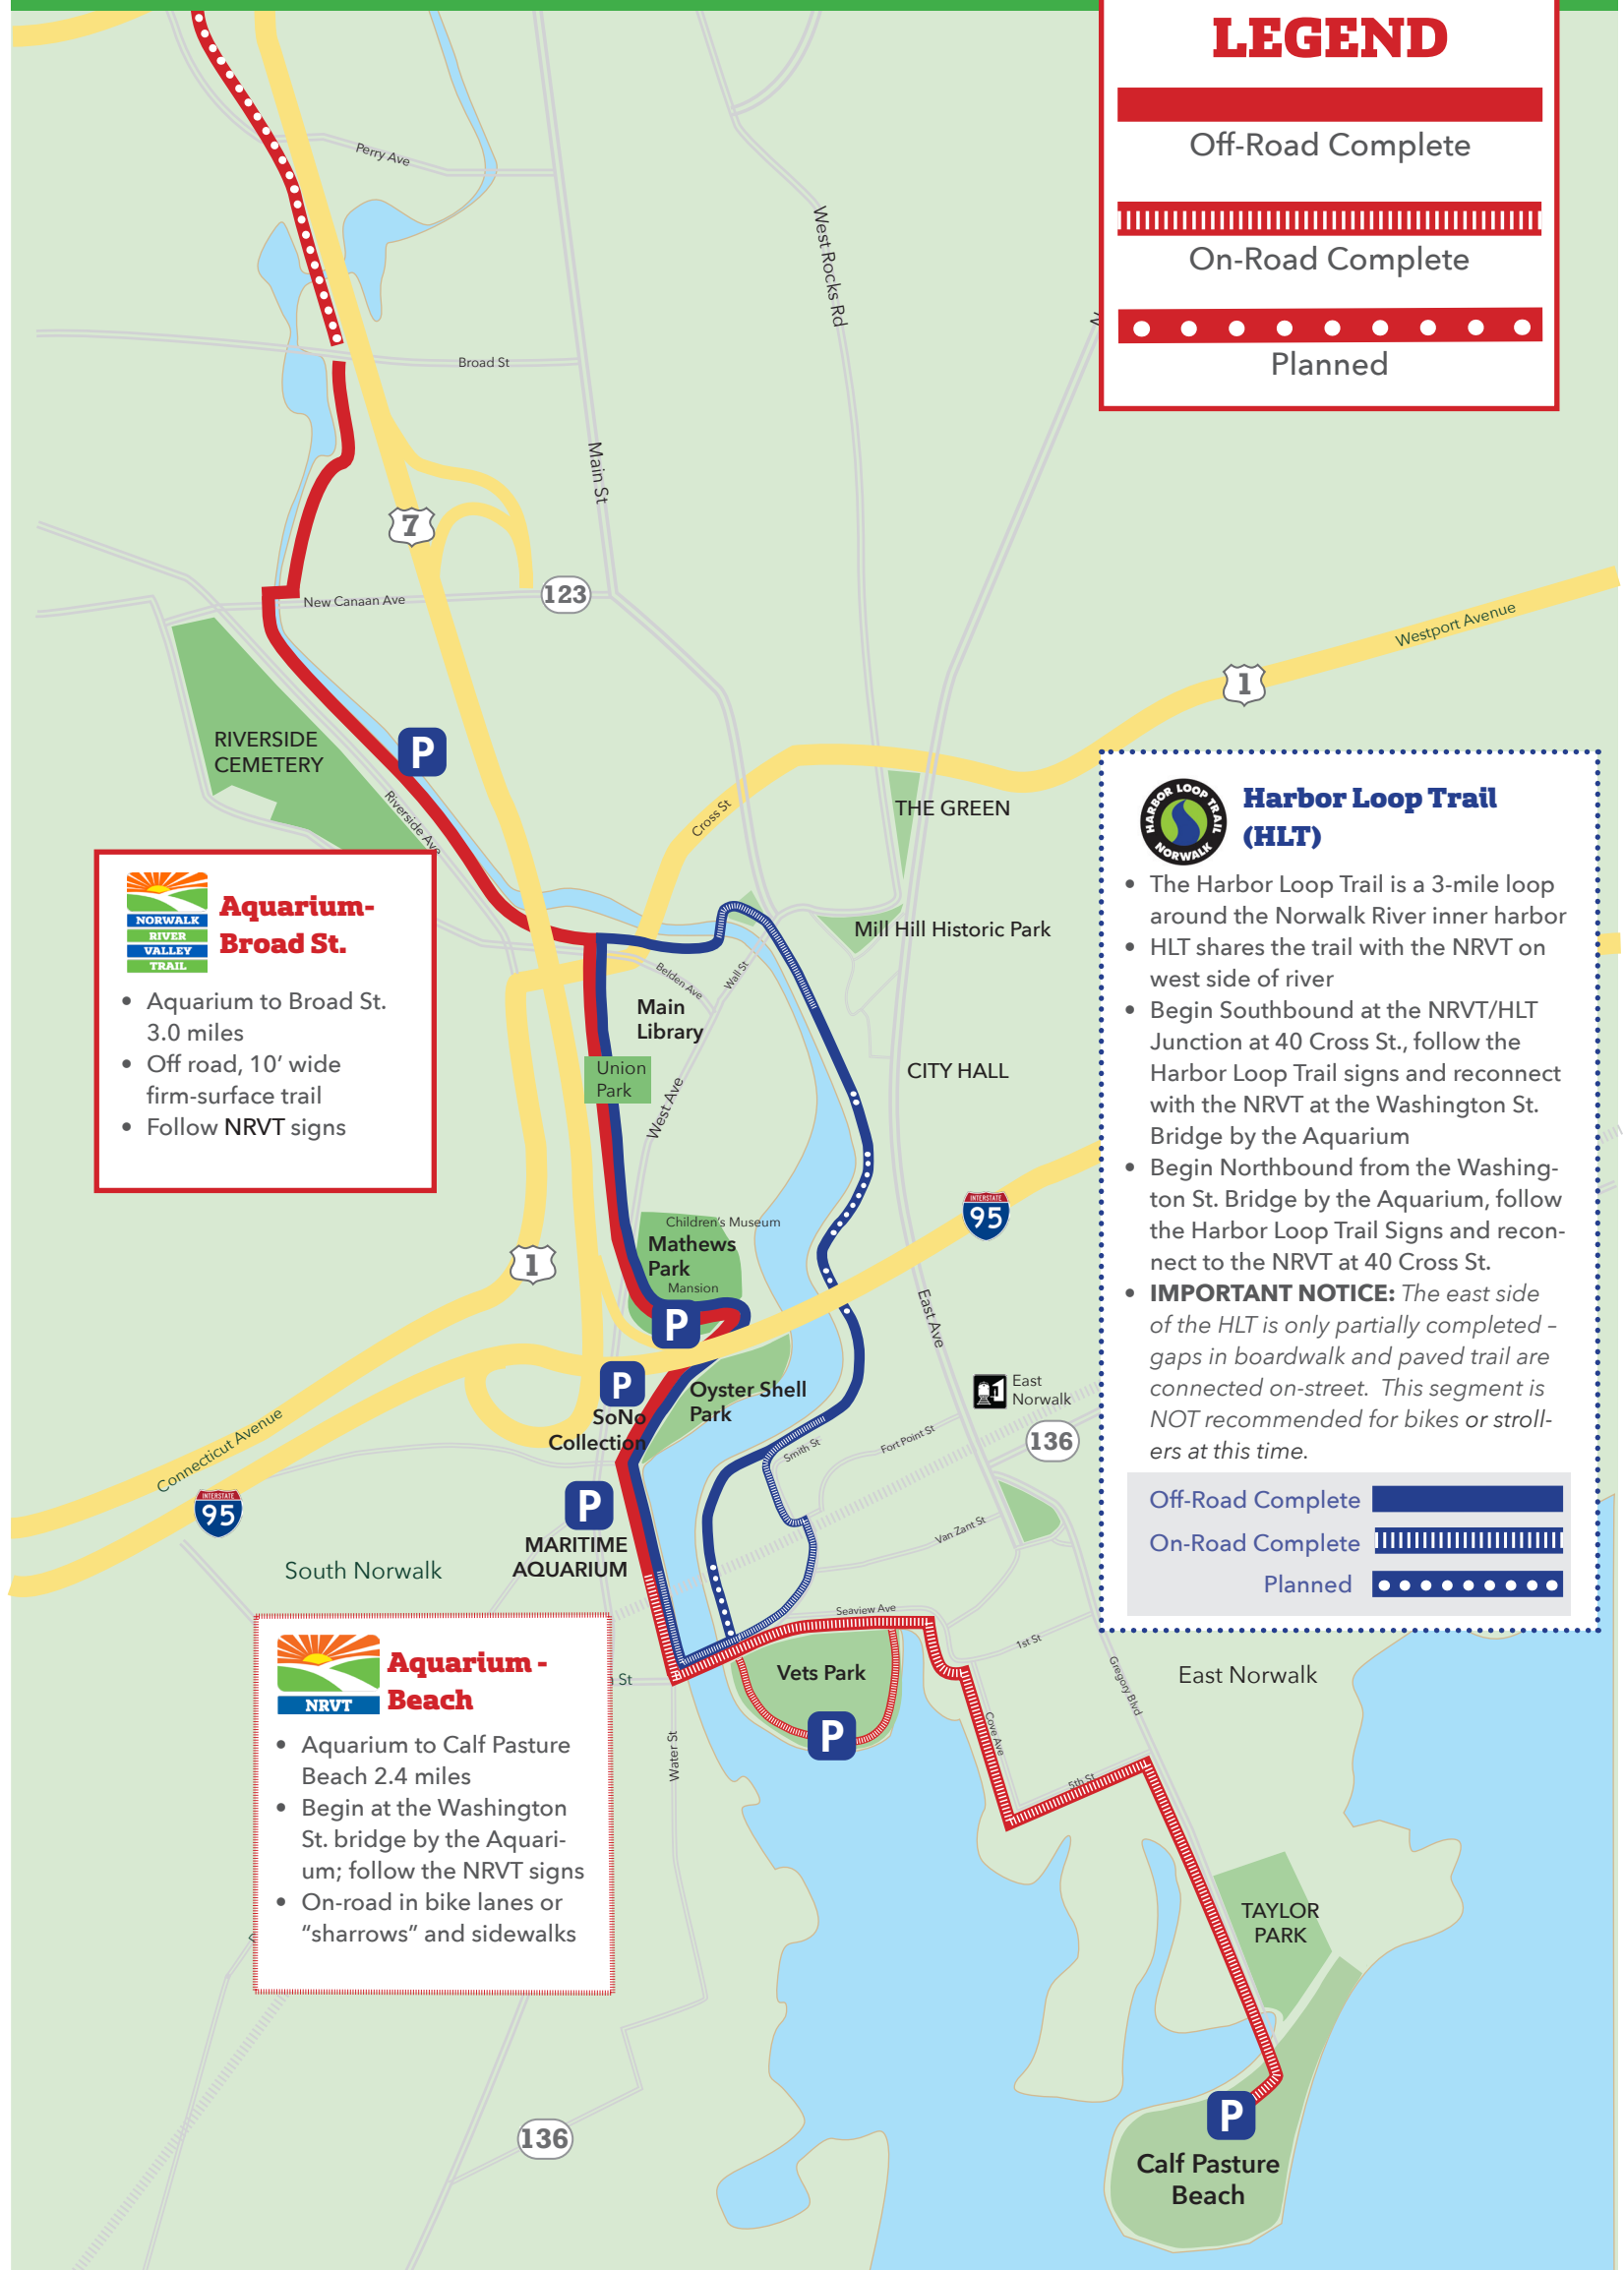 LEGEND
Off-Road Complete
On-Road Complete
Planned
Perry Ave
West Rocks Rd
Broad St
Main St
7
New Canaan Ave
123
Westport Avenue
1
RIVERSIDE
CEMETERY
P
Riverside Ave
Cross St
THE GREEN
Mill Hill Historic Park
Belden Ave
Wall St
Main
Library
Union
Park
West Ave
CITY HALL
INTERSTATE
95
1
Children's Museum
Mathews
Park
Mansion
P
East Ave
P
SoNo
Collection
Oyster Shell
Park
East
Norwalk
136
Connecticut Avenue
INTERSTATE
95
Smith St
Fort Point St
P
MARITIME
AQUARIUM
Van Zant St
South Norwalk
Seaview Ave
1st St
St
Vets Park
P
East Norwalk
Gregory Blvd
Cove Ave
Water St
5th St
TAYLOR
PARK
136
P
Calf Pasture
Beach
NORWALK
RIVER
VALLEY
TRAIL
Aquarium-
Broad St.
• Aquarium to Broad St.
3.0 miles
• Off road, 10’ wide
firm-surface trail
• Follow NRVT signs
NRVT
Aquarium -
Beach
• Aquarium to Calf Pasture
Beach 2.4 miles
• Begin at the Washington
St. bridge by the Aquari-
um; follow the NRVT signs
• On-road in bike lanes or
“sharrows” and sidewalks
HARBOR LOOP TRAIL
NORWALK
Harbor Loop Trail
(HLT)
• The Harbor Loop Trail is a 3-mile loop
around the Norwalk River inner harbor
• HLT shares the trail with the NRVT on
west side of river
• Begin Southbound at the NRVT/HLT
Junction at 40 Cross St., follow the
Harbor Loop Trail signs and reconnect
with the NRVT at the Washington St.
Bridge by the Aquarium
• Begin Northbound from the Washing-
ton St. Bridge by the Aquarium, follow
the Harbor Loop Trail Signs and recon-
nect to the NRVT at 40 Cross St.
• IMPORTANT NOTICE: The east side
of the HLT is only partially completed –
gaps in boardwalk and paved trail are
connected on-street. This segment is
NOT recommended for bikes or stroll-
ers at this time.
Off-Road Complete
On-Road Complete
Planned